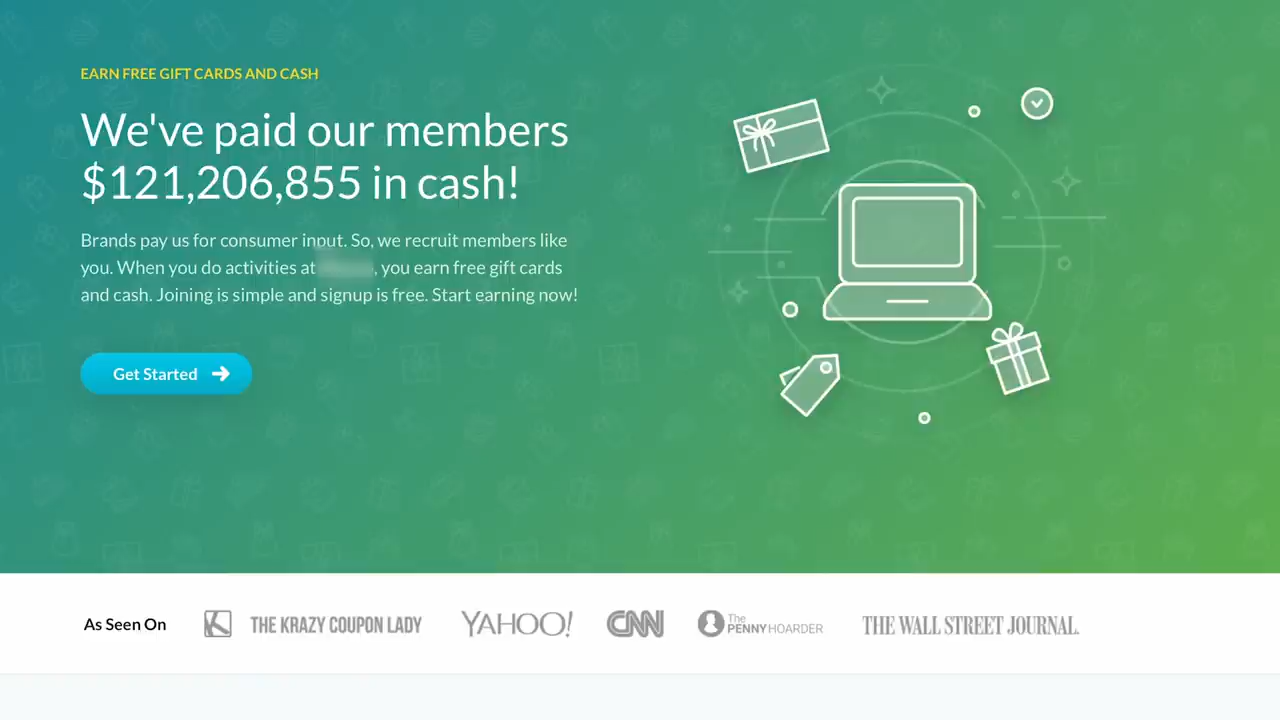 EARN FREE GIFT CARDS AND CASH
We've paid our members
$121,206,855 in cash!
Brands pay us for consumer input. So, we recruit members like
you. When you do activities at , you earn free gift cards
and cash. Joining is simple and signup is free. Start earning now!
Get Started
As Seen On
THE KRAZY COUPON LADY
YAHOO!
CNN
The
PENNY HOARDER
THE WALL STREET JOURNAL.